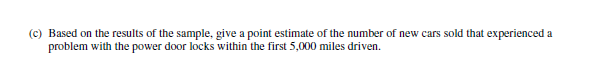 (c) Based on the results of the sample, give a point estimate of the number of new cars sold that experienced a
problem with the power door locks within the first 5,000 miles driven.